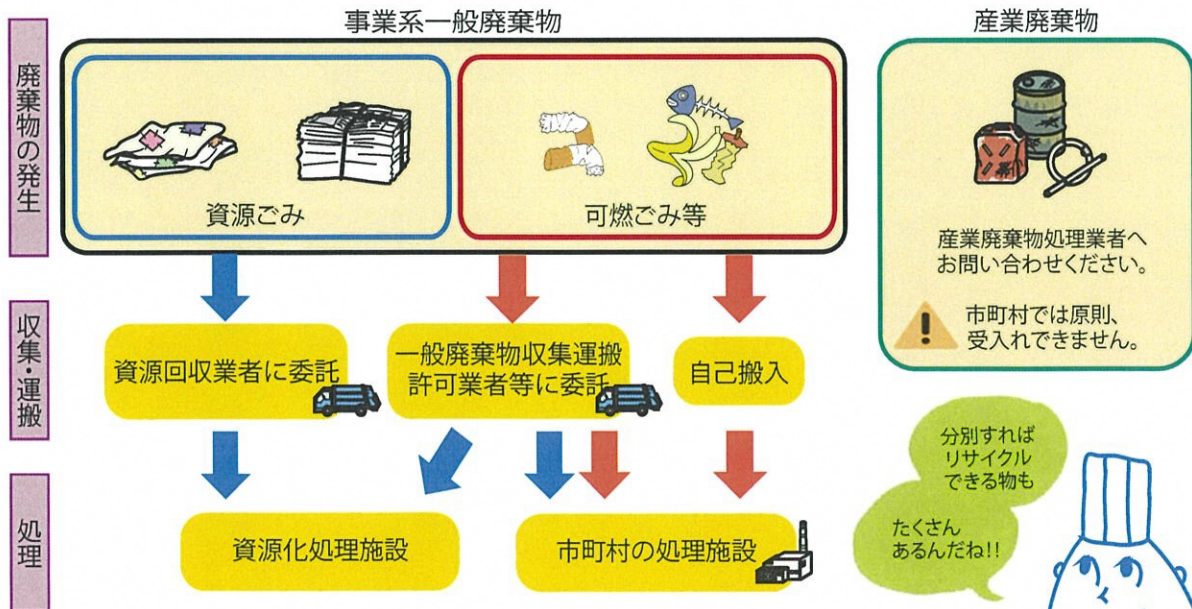 事業系一般廃棄物
産業廃棄物
廃棄物の発生
資源ごみ
可燃ごみ等
産業廃棄物処理業者へ
お問い合わせください。
市町村では原則、
受入れできません。
収集・運搬
資源回収業者に委託
一般廃棄物収集運搬
許可業者等に委託
自己搬入
分別すれば
リサイクル
できる物も
たくさん
あるんだね!!
処理
資源化処理施設
市町村の処理施設